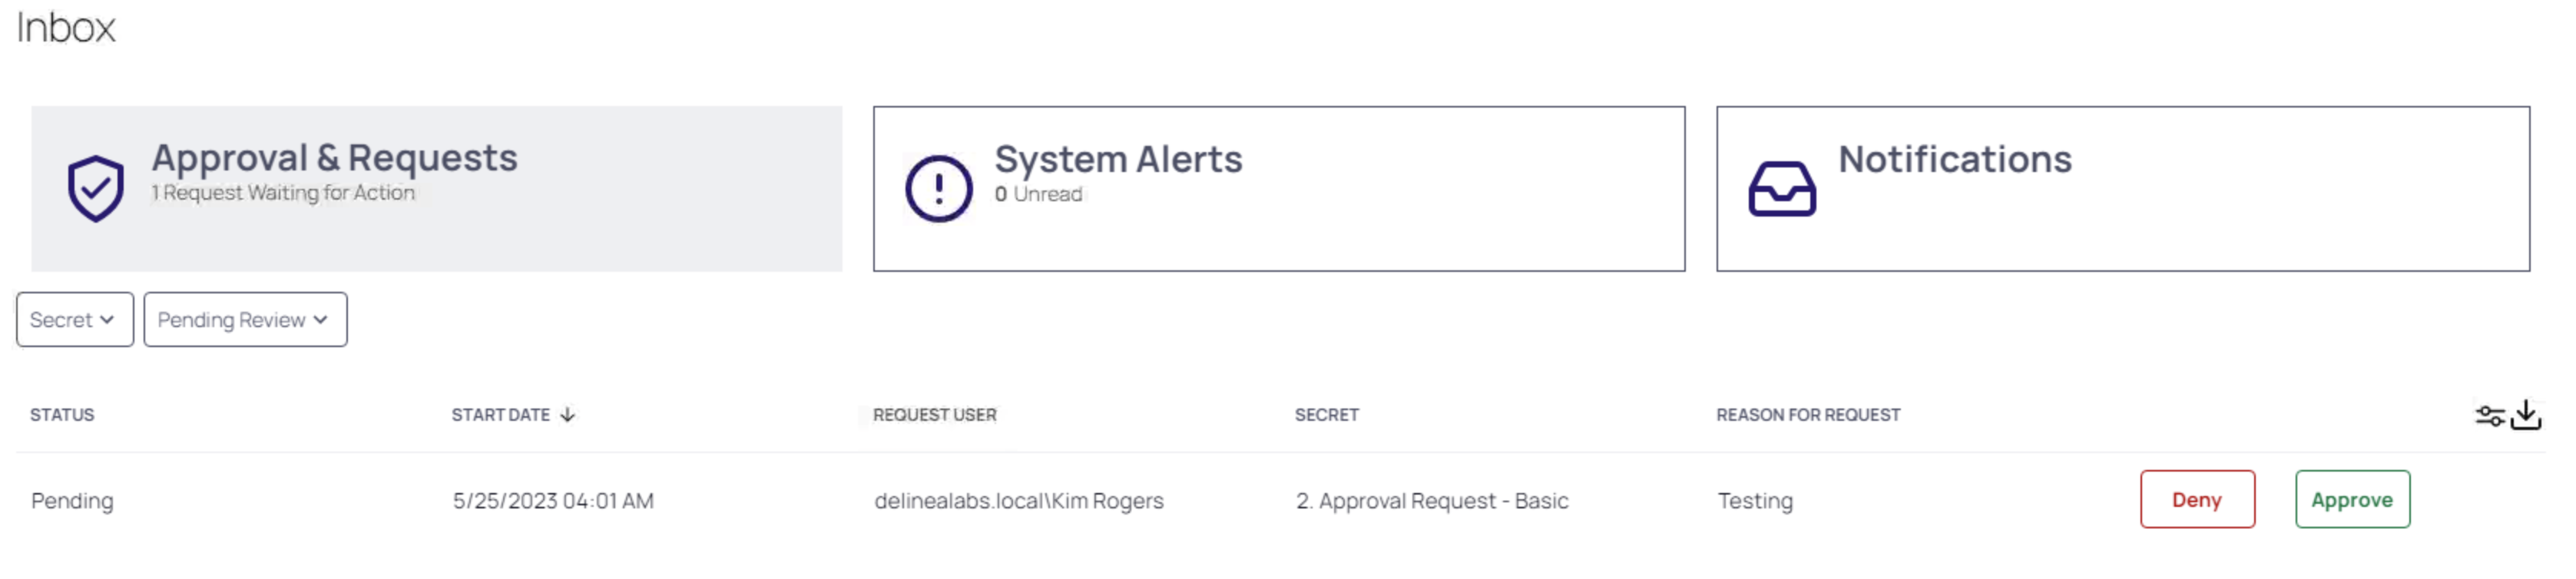 Inbox
Approval & Requests
1 Request Waiting for Action
System Alerts
0 Unread
Notifications
Secret
Pending Review
STATUS START DATE REQUEST USER SECRET REASON FOR REQUEST
Pending 5/25/2023 04:01 AM delinealabs.local\Kim Rogers 2. Approval Request - Basic Testing Deny Approve